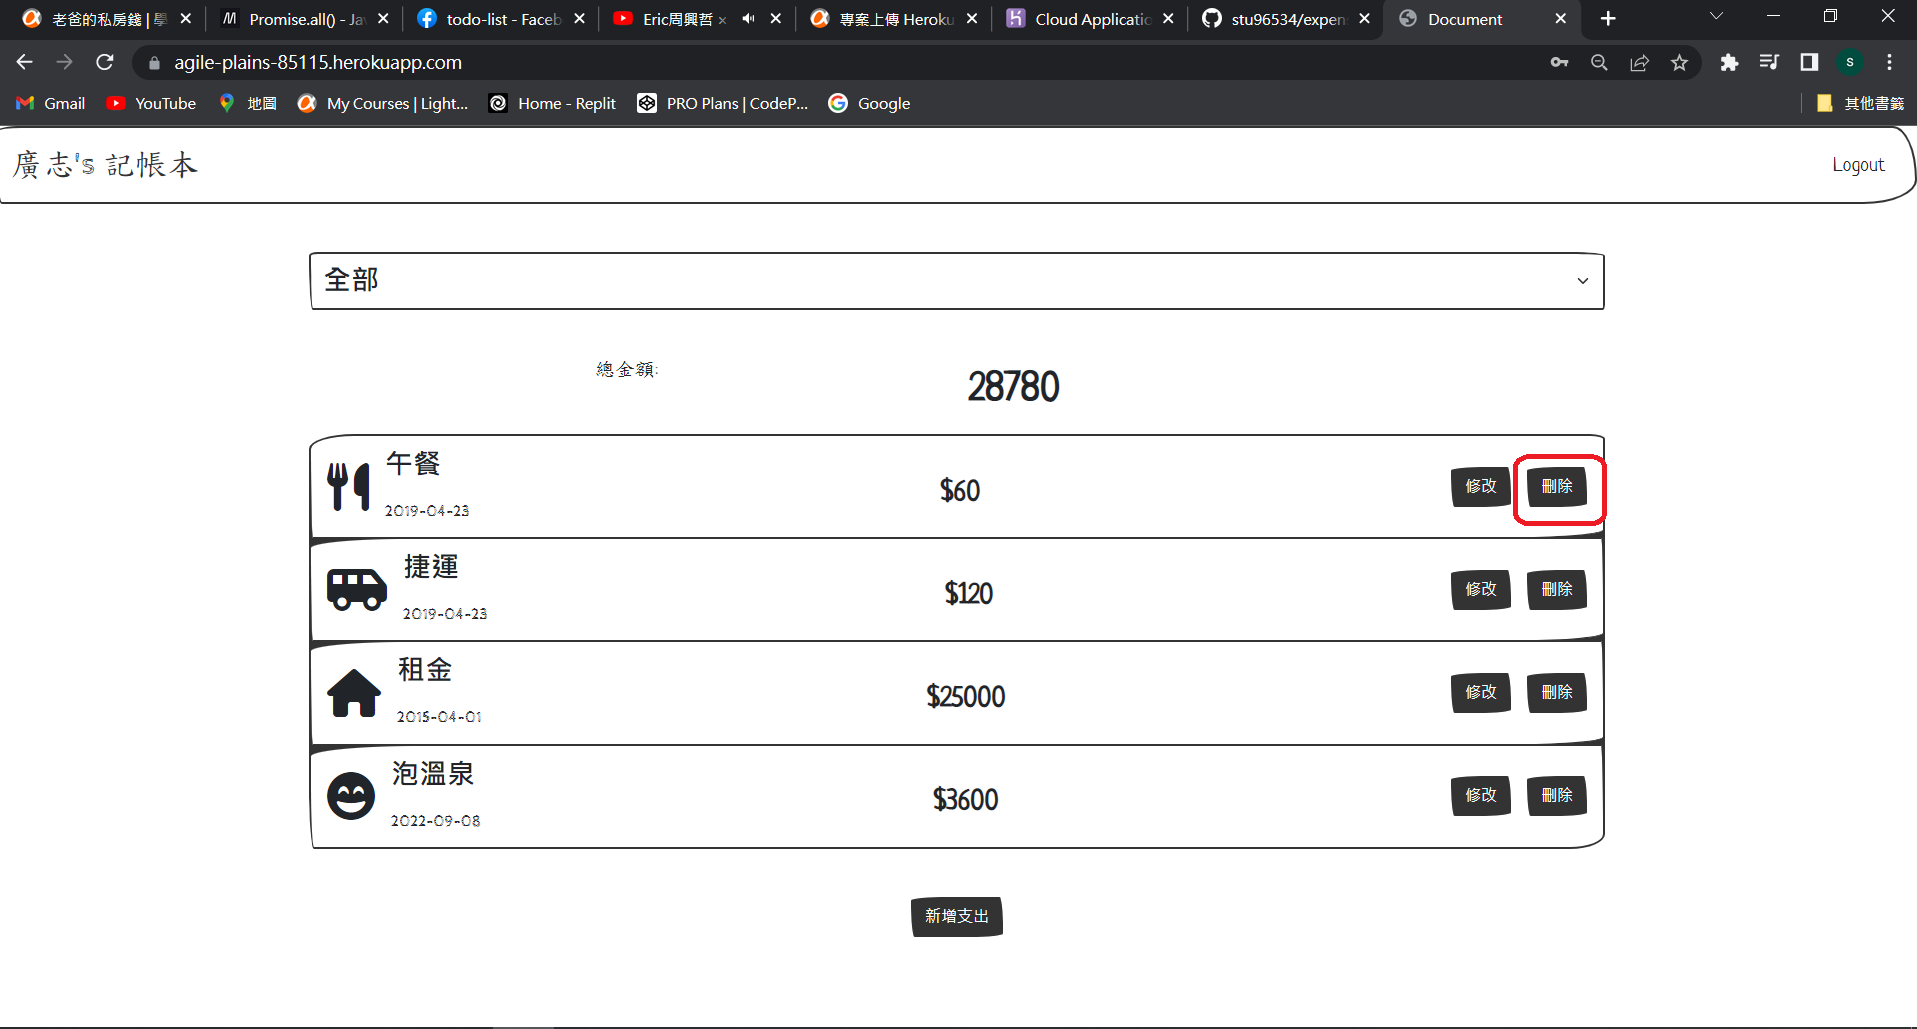 老爸的私房錢 | 學
Promise.all() - Ja
todo-list - Faceb
Eric周興哲
專案上傳 Heroku
Cloud Applicatio
stu96534/expen
Document
agile-plains-85115.herokuapp.com
S
Gmail
YouTube
地圖
My Courses | Light...
Home - Replit
PRO Plans | CodeP...
Google
其他書籤
廣志's 記帳本
Logout
全部
總金額:
28780
午餐
2019-04-23
$60
修改
刪除
捷運
2019-04-23
$120
修改
刪除
租金
2015-04-01
$25000
修改
刪除
泡溫泉
2022-09-08
$3600
修改
刪除
新增支出